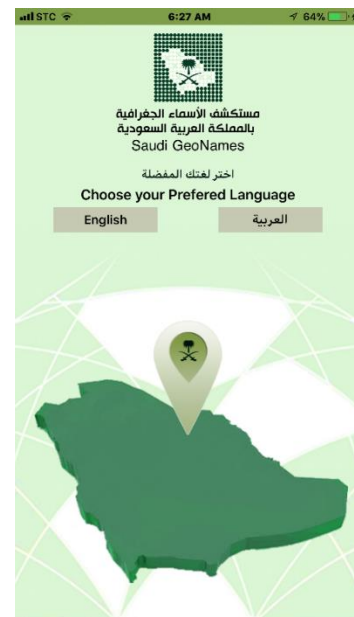 STC 6:27 AM 64%
مستكشف الأسماء الجغرافية
بالمملكة العربية السعودية
Saudi GeoNames
اختر لغتك المفضلة
Choose your Prefered Language
English العربية